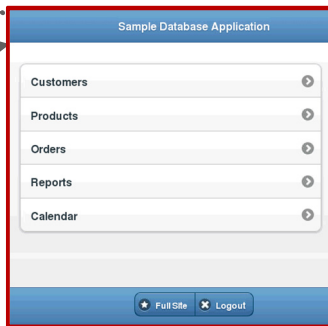 Sample Database Application
Customers
Products
Orders
Reports
Calendar
Full Site Logout